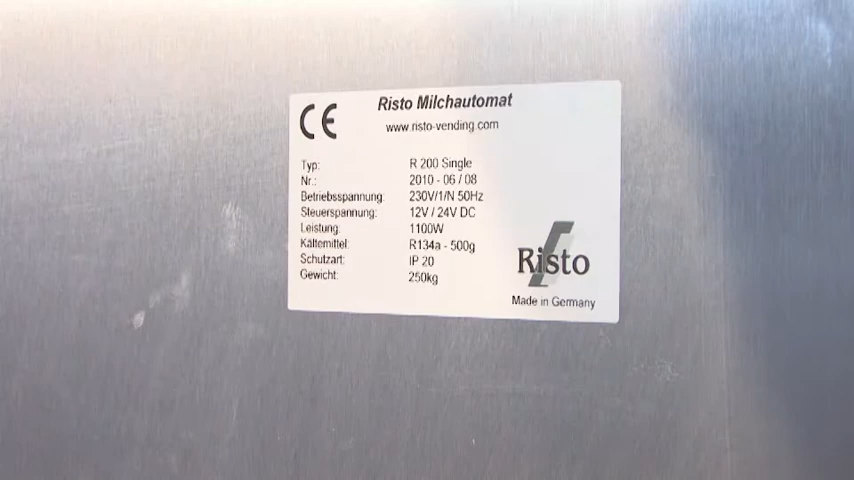 CE
Risto Milchautomat
www.risto-vending.com
Typ: R 200 Single
Nr.: 2010 - 06 / 08
Betriebsspannung: 230V/1/N 50Hz
Steuerspannung: 12V / 24V DC
Leistung: 1100W
Kältemittel: R134a - 500g
Schutzart: IP 20
Gewicht: 250kg
Risto
Made in Germany